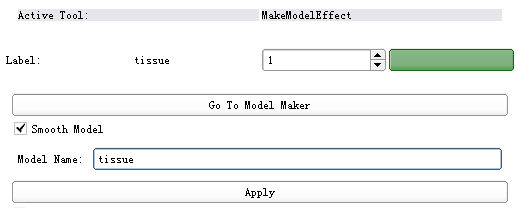 Active Tool: MakeModelEffect
Label: tissue 1
Go To Model Maker
Smooth Model
Model Name: tissue
Apply